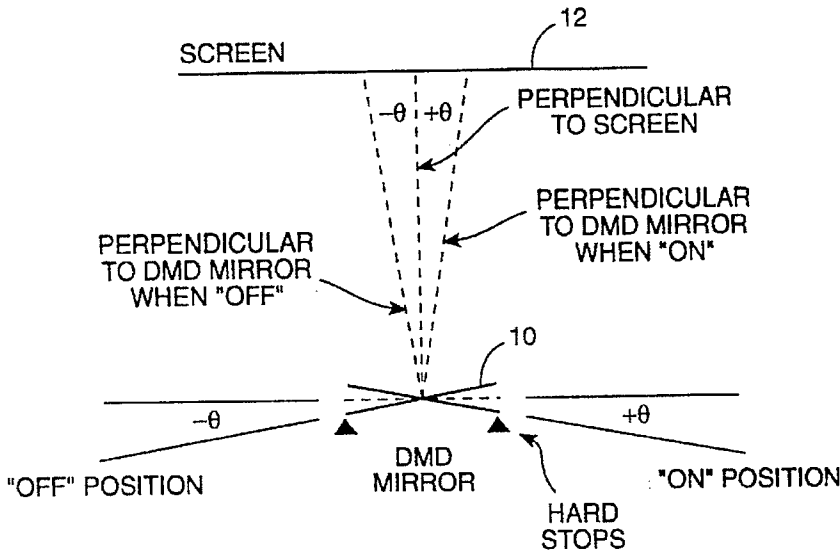 12
SCREEN
−θ
+θ
PERPENDICULAR
TO SCREEN
PERPENDICULAR
TO DMD MIRROR
WHEN "ON"
PERPENDICULAR
TO DMD MIRROR
WHEN "OFF"
10
−θ
+θ
"OFF" POSITION
DMD
MIRROR
"ON" POSITION
HARD
STOPS